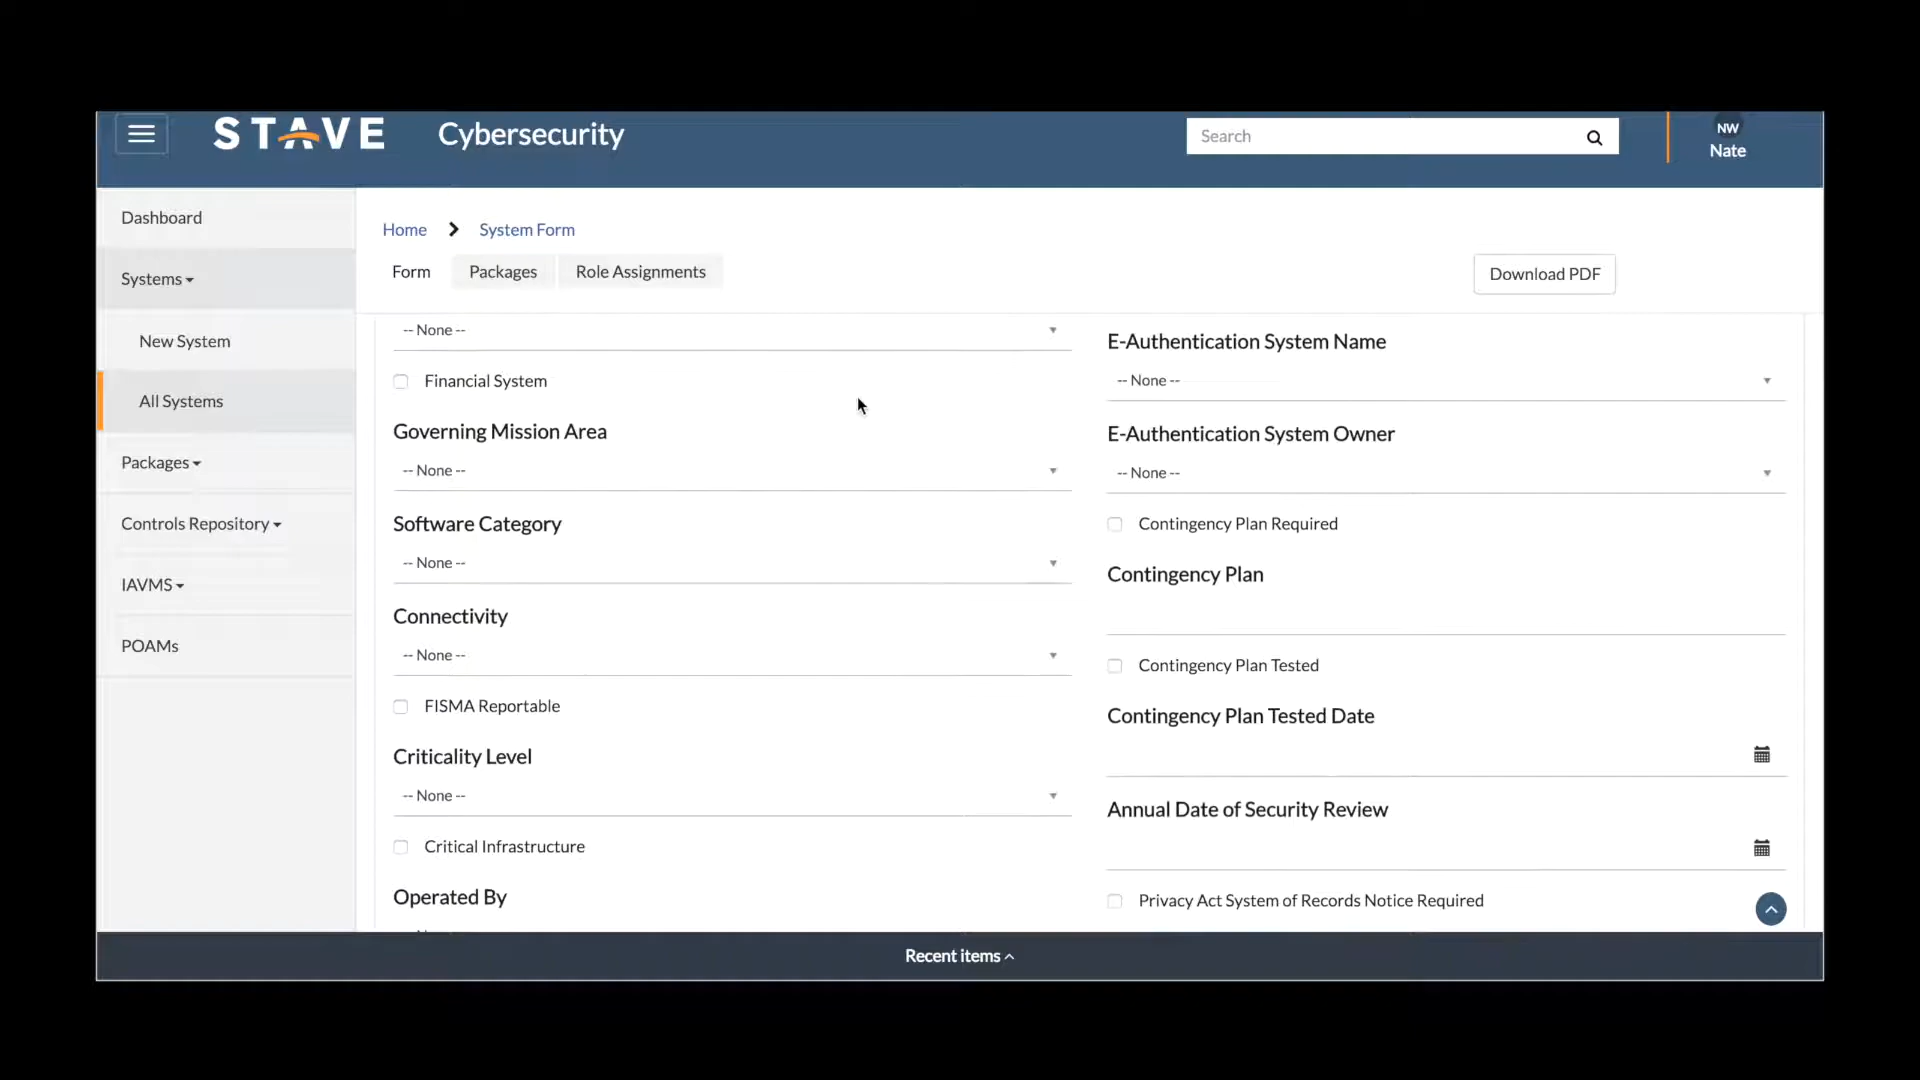 STAVE
Cybersecurity
Search
NW
Nate
Dashboard
Systems
New System
All Systems
Packages
Controls Repository
IAVMS
POAMs
Home
System Form
Form
Packages
Role Assignments
Download PDF
-- None --
Financial System
Governing Mission Area
-- None --
Software Category
-- None --
Connectivity
-- None --
FISMA Reportable
Criticality Level
-- None --
Critical Infrastructure
Operated By
E-Authentication System Name
-- None --
E-Authentication System Owner
-- None --
Contingency Plan Required
Contingency Plan
Contingency Plan Tested
Contingency Plan Tested Date
Annual Date of Security Review
Privacy Act System of Records Notice Required
Recent items